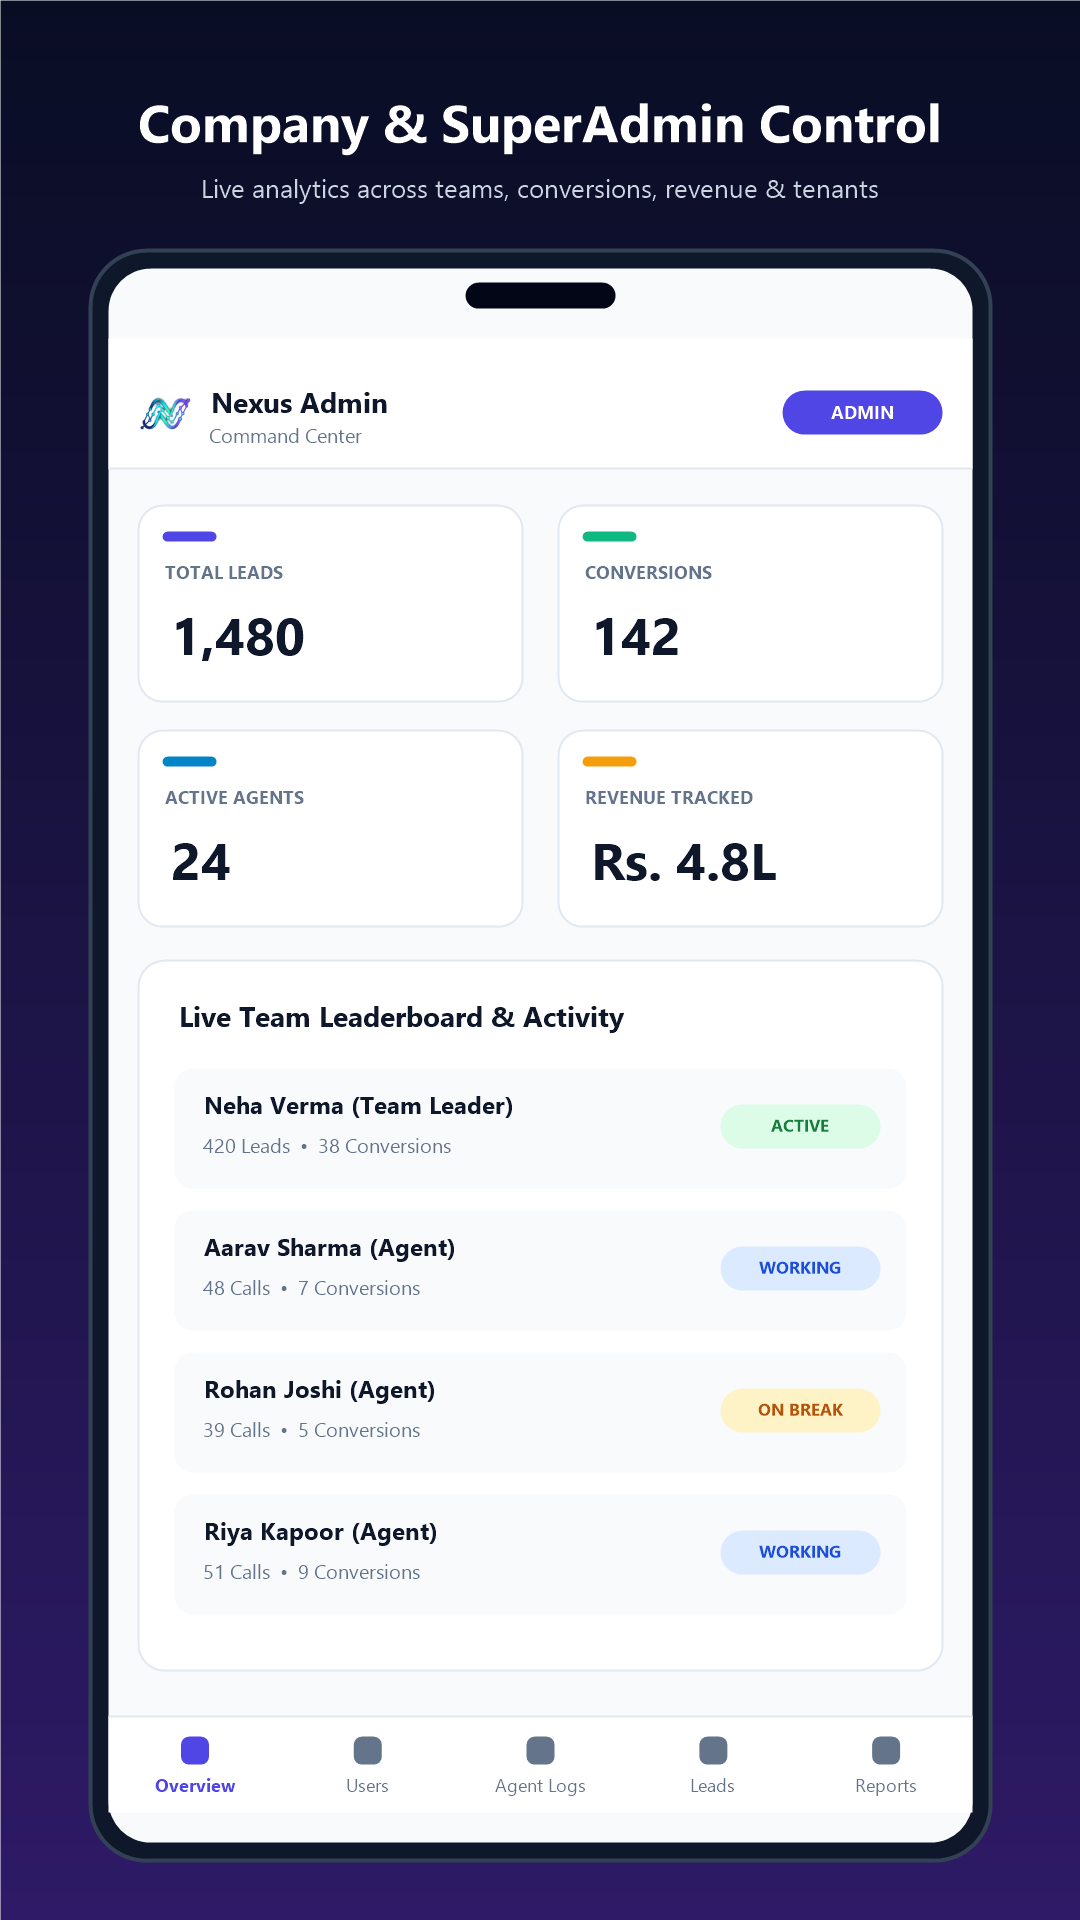 Company & SuperAdmin Control
Live analytics across teams, conversions, revenue & tenants
Nexus Admin
Command Center
ADMIN
TOTAL LEADS
1,480
CONVERSIONS
142
ACTIVE AGENTS
24
REVENUE TRACKED
Rs. 4.8L
Live Team Leaderboard & Activity
Neha Verma (Team Leader)
420 Leads • 38 Conversions
ACTIVE
Aarav Sharma (Agent)
48 Calls • 7 Conversions
WORKING
Rohan Joshi (Agent)
39 Calls • 5 Conversions
ON BREAK
Riya Kapoor (Agent)
51 Calls • 9 Conversions
WORKING
Overview
Users
Agent Logs
Leads
Reports